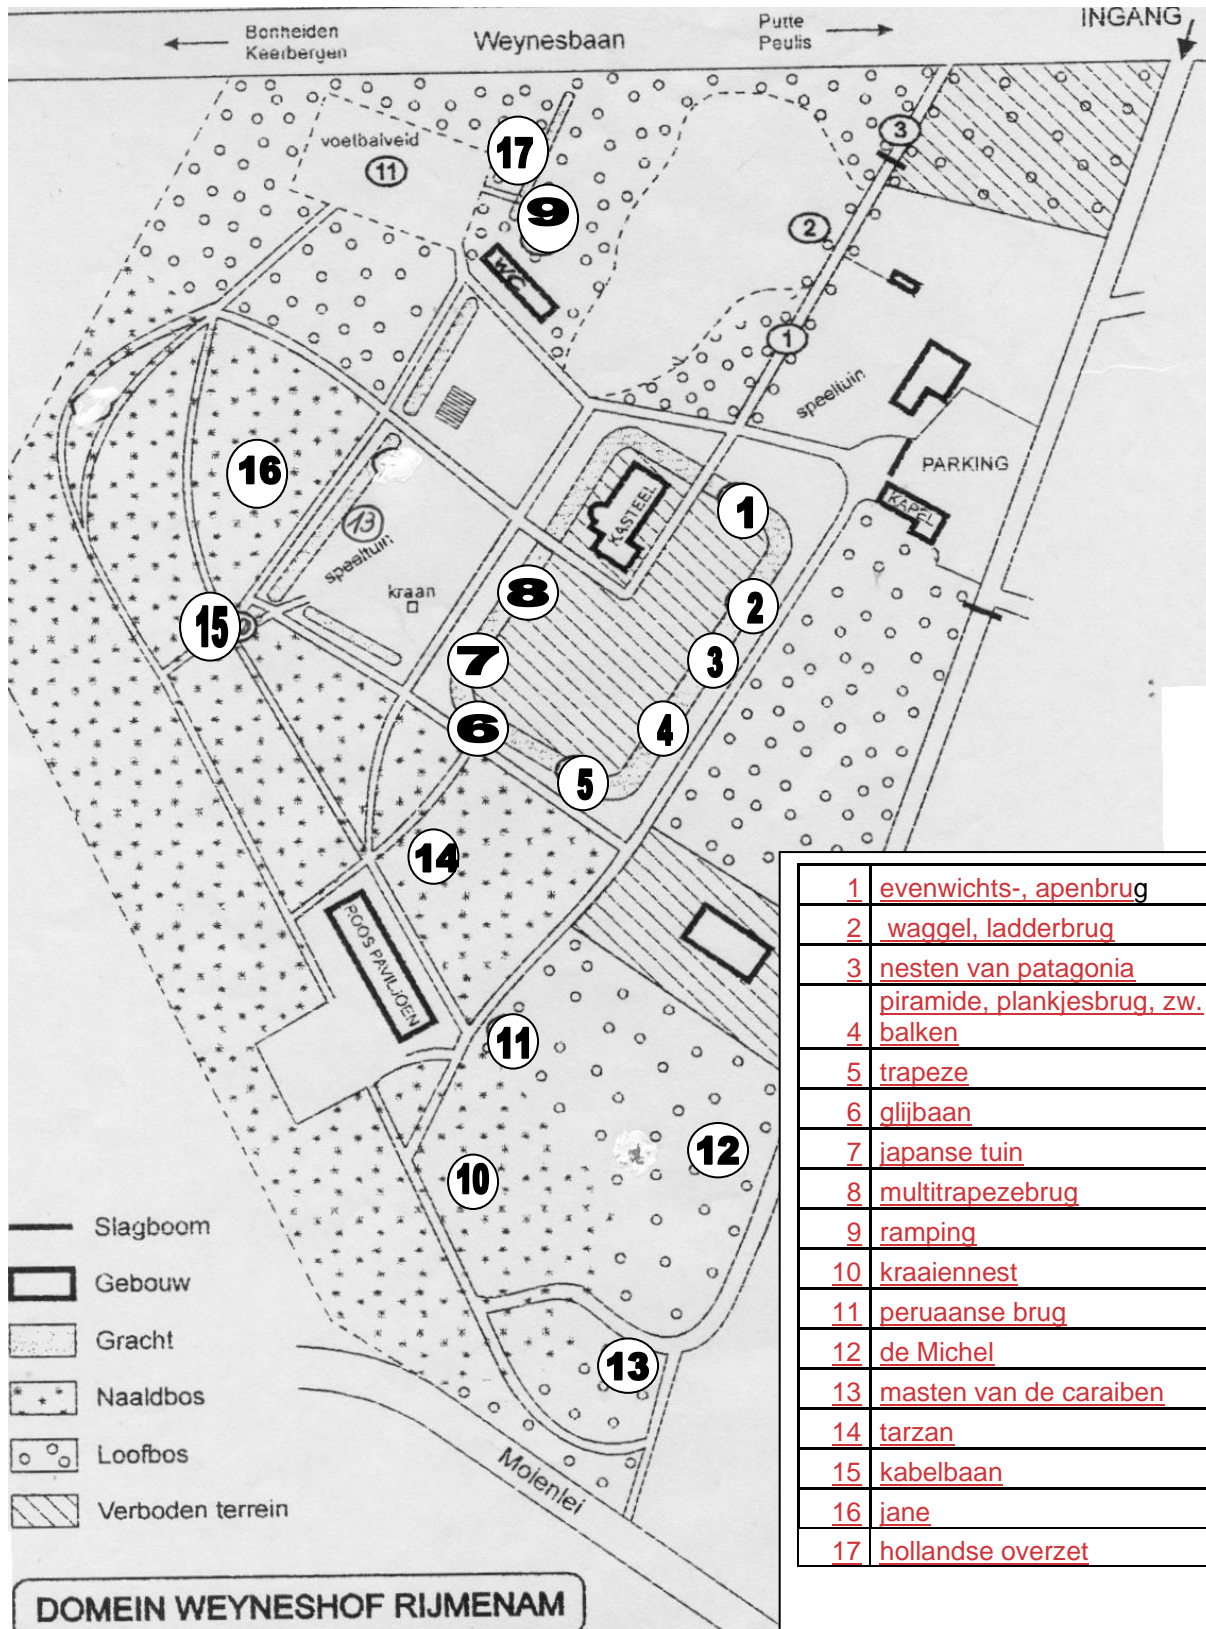 Bonheiden
Keerbergen
Weynesbaan
Putte
Peulis
INGANG
voetbalveld
11
17
9
WC
3
2
1
speeltuin
PARKING
KAPEL
16
KASTEEL
1
13
speeltuin
kraan
8
2
15
7
3
6
4
5
14
ROOS PAVILJOEN
11
12
10
13
Molenlei
Slagboom
Gebouw
Gracht
Naaldbos
Loofbos
Verboden terrein
DOMEIN WEYNESHOF RIJMENAM
1 evenwichts-, apenbrug
2 waggel, ladderbrug
3 nesten van patagonia
piramide, plankjesbrug, zw.
4 balken
5 trapeze
6 glijbaan
7 japanse tuin
8 multitrapezebrug
9 ramping
10 kraaiennest
11 peruaanse brug
12 de Michel
13 masten van de caraiben
14 tarzan
15 kabelbaan
16 jane
17 hollandse overzet